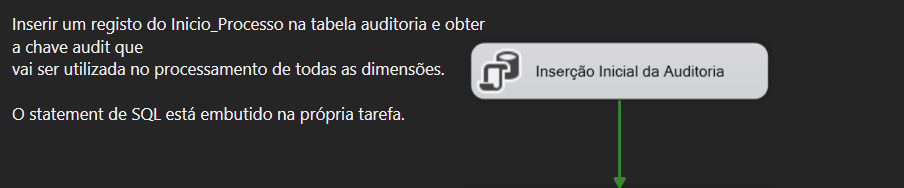 Inserir um registo do Inicio_Processo na tabela auditoria e obter
a chave audit que
vai ser utilizada no processamento de todas as dimensões.
Inserção Inicial da Auditoria
O statement de SQL está embutido na própria tarefa.